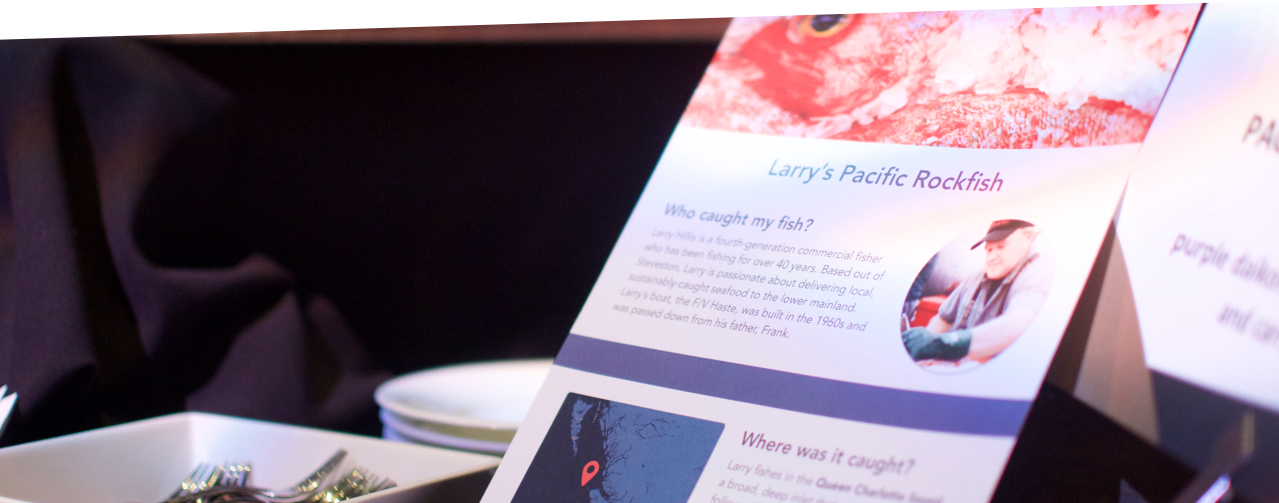 Larry's Pacific Rockfish
Who caught my fish?
Larry Hillis is a fourth-generation commercial fisher
who has been fishing for over 40 years. Based out of
Steveston, Larry is passionate about delivering local,
sustainably-caught seafood to the lower mainland.
Larry's boat, the F/V Haste, was built in the 1960s and
was passed down from his father, Frank.
Where was it caught?
Larry fishes in the Queen Charlotte Sound
a broad, deep inlet
purple
and